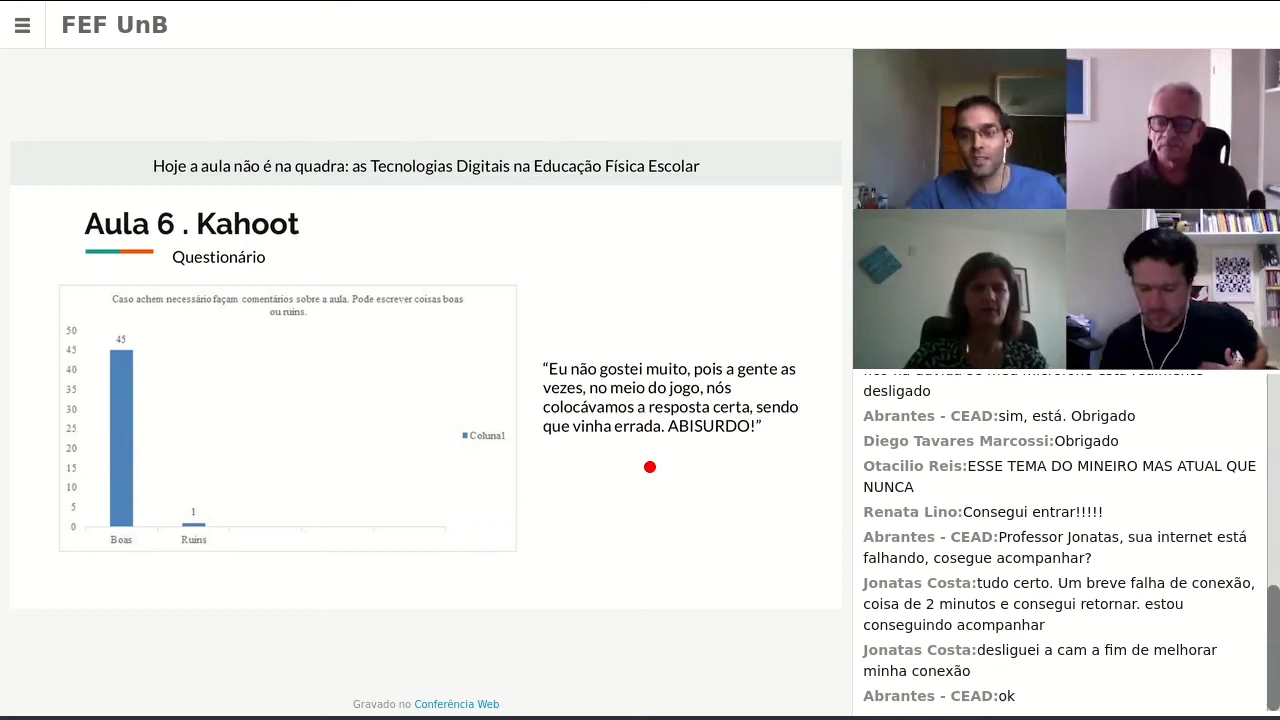 FEF UnB
Hoje a aula não é na quadra: as Tecnologias Digitais na Educação Física Escolar
Aula 6 . Kahoot
Questionário
Caso achem necessário façam comentários sobre a aula. Pode escrever coisas boas
ou ruins.
50
45
40
35
30
25
20
15
10
5
0
45
1
Boas
Ruins
Coluna1
“Eu não gostei muito, pois a gente as
vezes, no meio do jogo, nós
colocávamos a resposta certa, sendo
que vinha errada. ABISURDO!”
Gravado no Conferência Web
desligado
Abrantes - CEAD:sim, está. Obrigado
Diego Tavares Marcossi:Obrigado
Otacilio Reis:ESSE TEMA DO MINEIRO MAS ATUAL QUE
NUNCA
Renata Lino:Consegui entrar!!!!!
Abrantes - CEAD:Professor Jonatas, sua internet está
falhando, cosegue acompanhar?
Jonatas Costa:tudo certo. Um breve falha de conexão,
coisa de 2 minutos e consegui retornar. estou
conseguindo acompanhar
Jonatas Costa:desliguei a cam a fim de melhorar
minha conexão
Abrantes - CEAD:ok